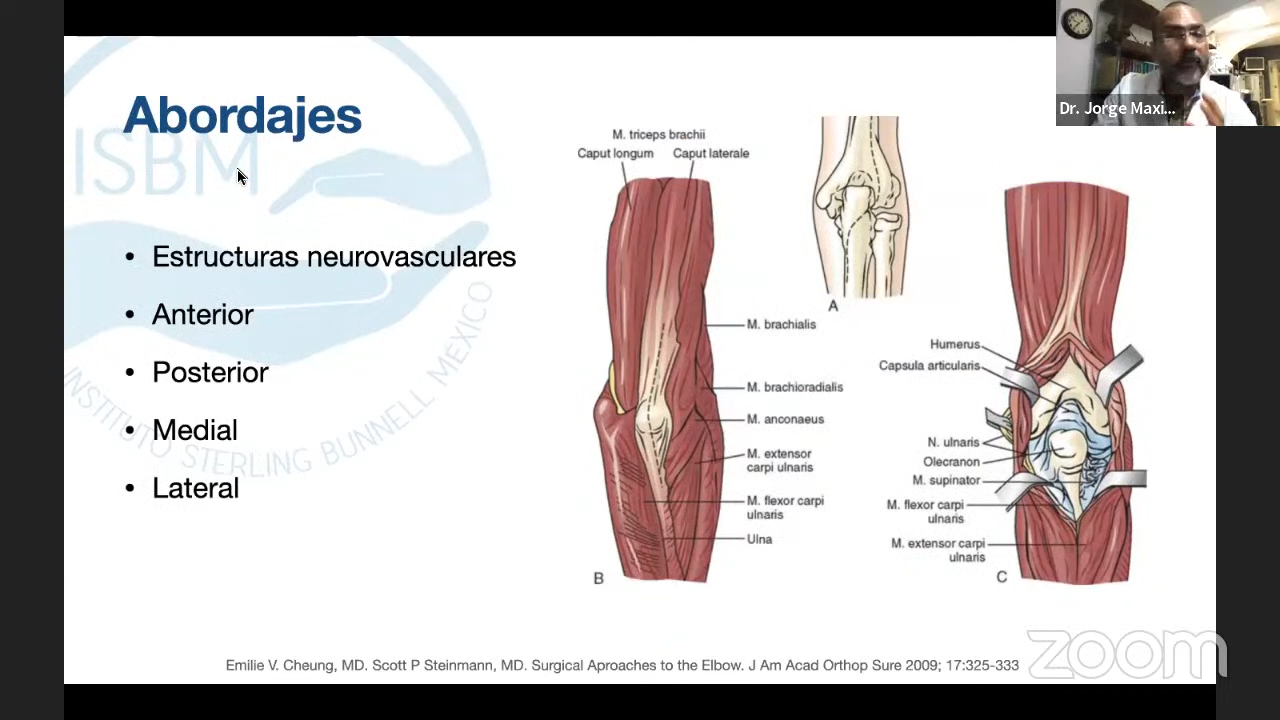 Abordajes
ISBM
INSTITUTO STERLING BUNNELL MEXICO
• Estructuras neurovasculares
• Anterior
• Posterior
• Medial
• Lateral
M. triceps brachii
Caput longum Caput laterale
M. brachialis
M. brachioradialis
M. anconaeus
M. extensor
carpi ulnaris
M. flexor carpi
ulnaris
Ulna
B
A
Humerus
Capsula articularis
N. ulnaris
Olecranon
M. supinator
M. flexor carpi
ulnaris
M. extensor carpi
ulnaris
C
Emilie V. Cheung, MD. Scott P Steinmann, MD. Surgical Aproaches to the Elbow. J Am Acad Orthop Sure 2009; 17:325-333
Dr. Jorge Maxi...
zoom